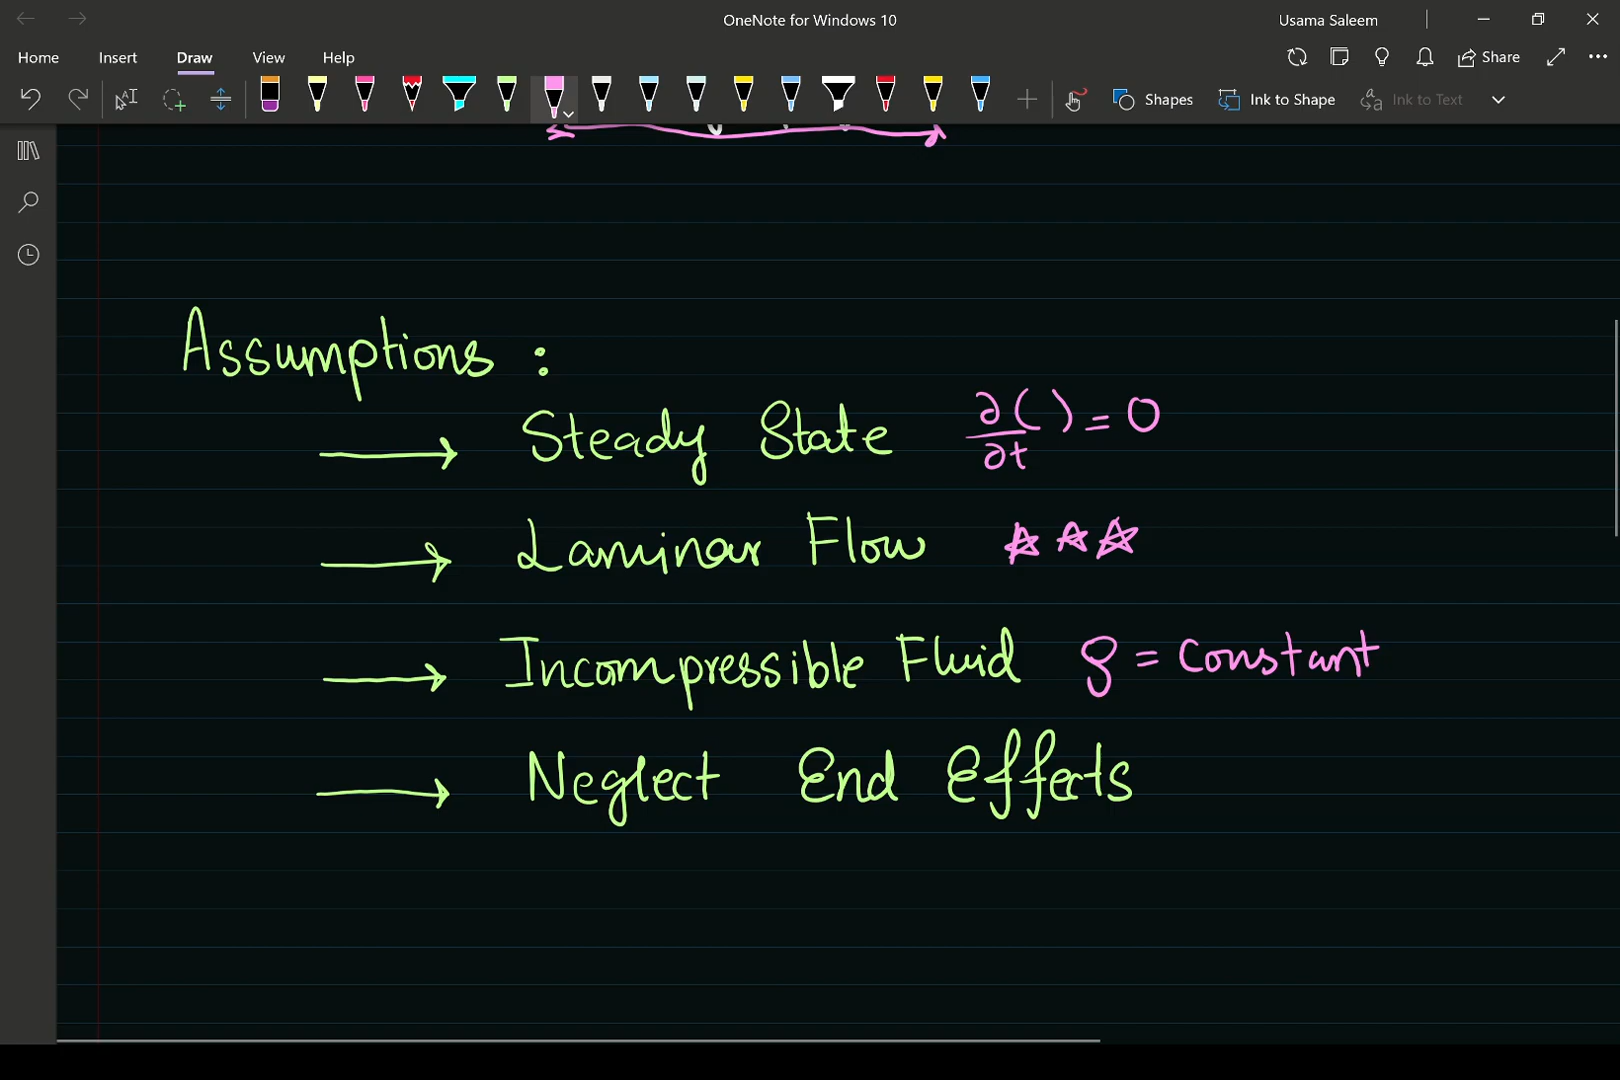 OneNote for Windows 10
Usama Saleem
Home Insert Draw View Help
Share
Shapes Ink to Shape Ink to Text
Assumptions :
→ Steady State ∂( )/∂t = 0
→ Laminar Flow ☆ ☆ ☆
→ Incompressible Fluid ρ = Constant
→ Neglect End Effects